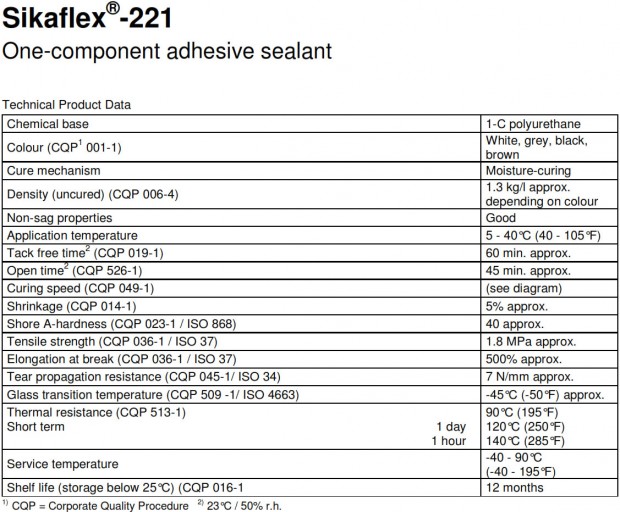 Sikaflex®-221
One-component adhesive sealant
Technical Product Data
Chemical base 1-C polyurethane
Colour (CQP¹ 001-1) White, grey, black,
brown
Cure mechanism Moisture-curing
Density (uncured) (CQP 006-4) 1.3 kg/l approx.
depending on colour
Non-sag properties Good
Application temperature 5 - 40°C (40 - 105°F)
Tack free time² (CQP 019-1) 60 min. approx.
Open time² (CQP 526-1) 45 min. approx.
Curing speed (CQP 049-1) (see diagram)
Shrinkage (CQP 014-1) 5% approx.
Shore A-hardness (CQP 023-1 / ISO 868) 40 approx.
Tensile strength (CQP 036-1 / ISO 37) 1.8 MPa approx.
Elongation at break (CQP 036-1 / ISO 37) 500% approx.
Tear propagation resistance (CQP 045-1/ ISO 34) 7 N/mm approx.
Glass transition temperature (CQP 509 -1/ ISO 4663) -45°C (-50°F) approx.
Thermal resistance (CQP 513-1) 90°C (195°F)
Short term 1 day 120°C (250°F)
1 hour 140°C (285°F)
Service temperature -40 - 90°C
(-40 - 195°F)
Shelf life (storage below 25°C) (CQP 016-1 12 months
¹⁾ CQP = Corporate Quality Procedure ²⁾ 23°C / 50% r.h.